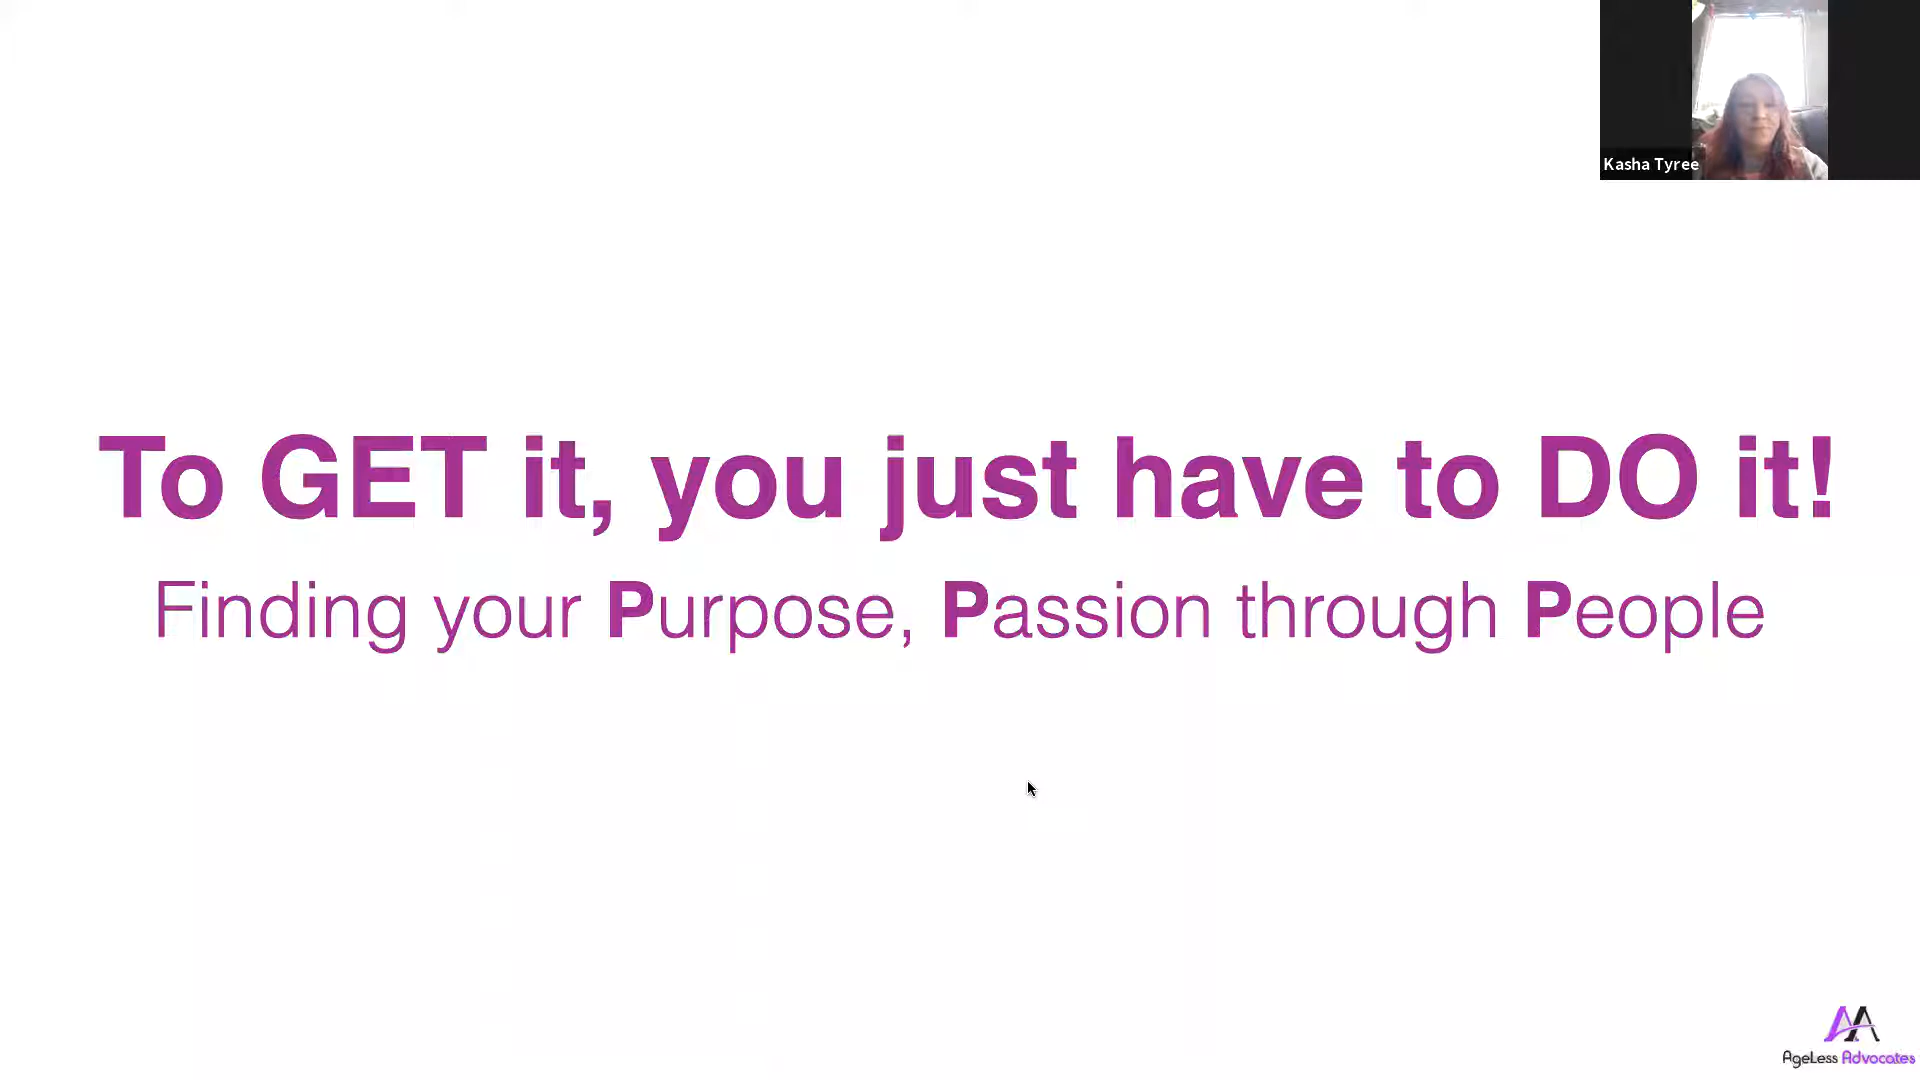 Kasha Tyree
To GET it, you just have to DO it!
Finding your Purpose, Passion through People
AA
AgeLess Advocates